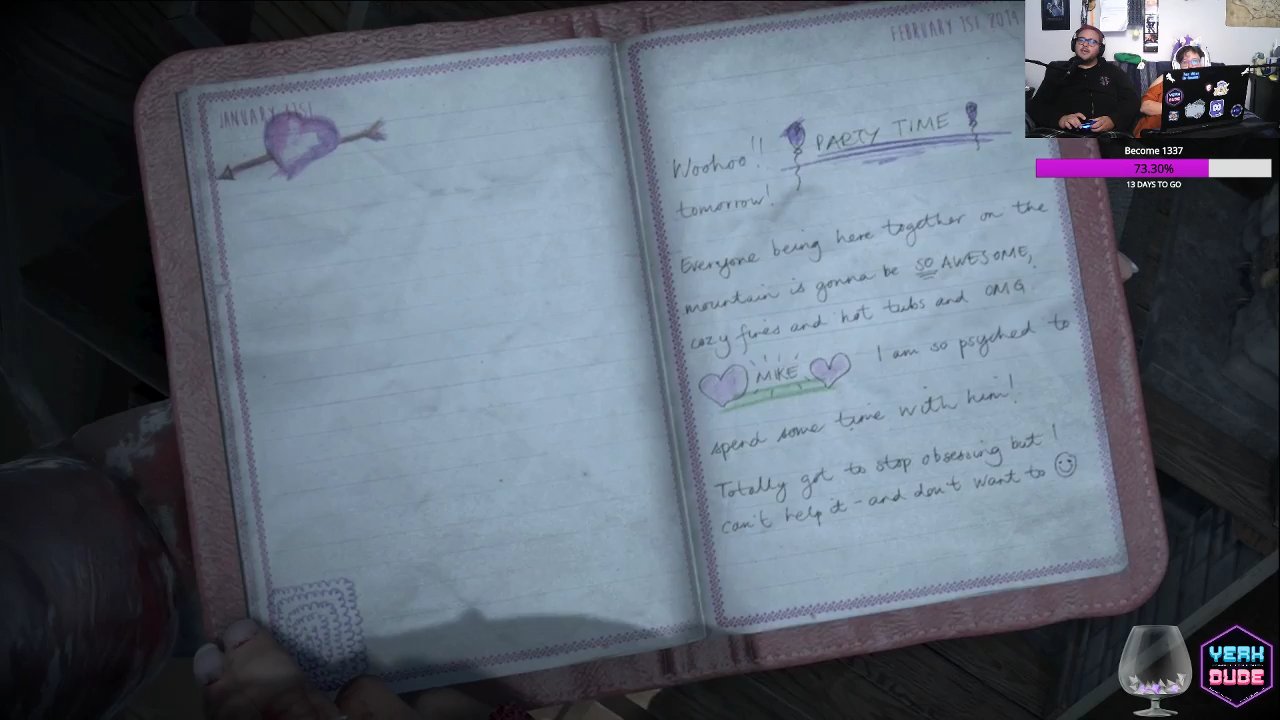 JANUARY 31ST
FEBRUARY 1ST 2014
Woohoo!! PARTY TIME
tomorrow!
Everyone being here together on the
mountain is gonna be SO AWESOME,
cozy fires and hot tubs and OMG
MIKE I am so psyched to
spend some time with him!
Totally got to stop obsessing but I
can't help it - and don't want to
Become 1337
73.30%
13 DAYS TO GO
YEAH
DUDE